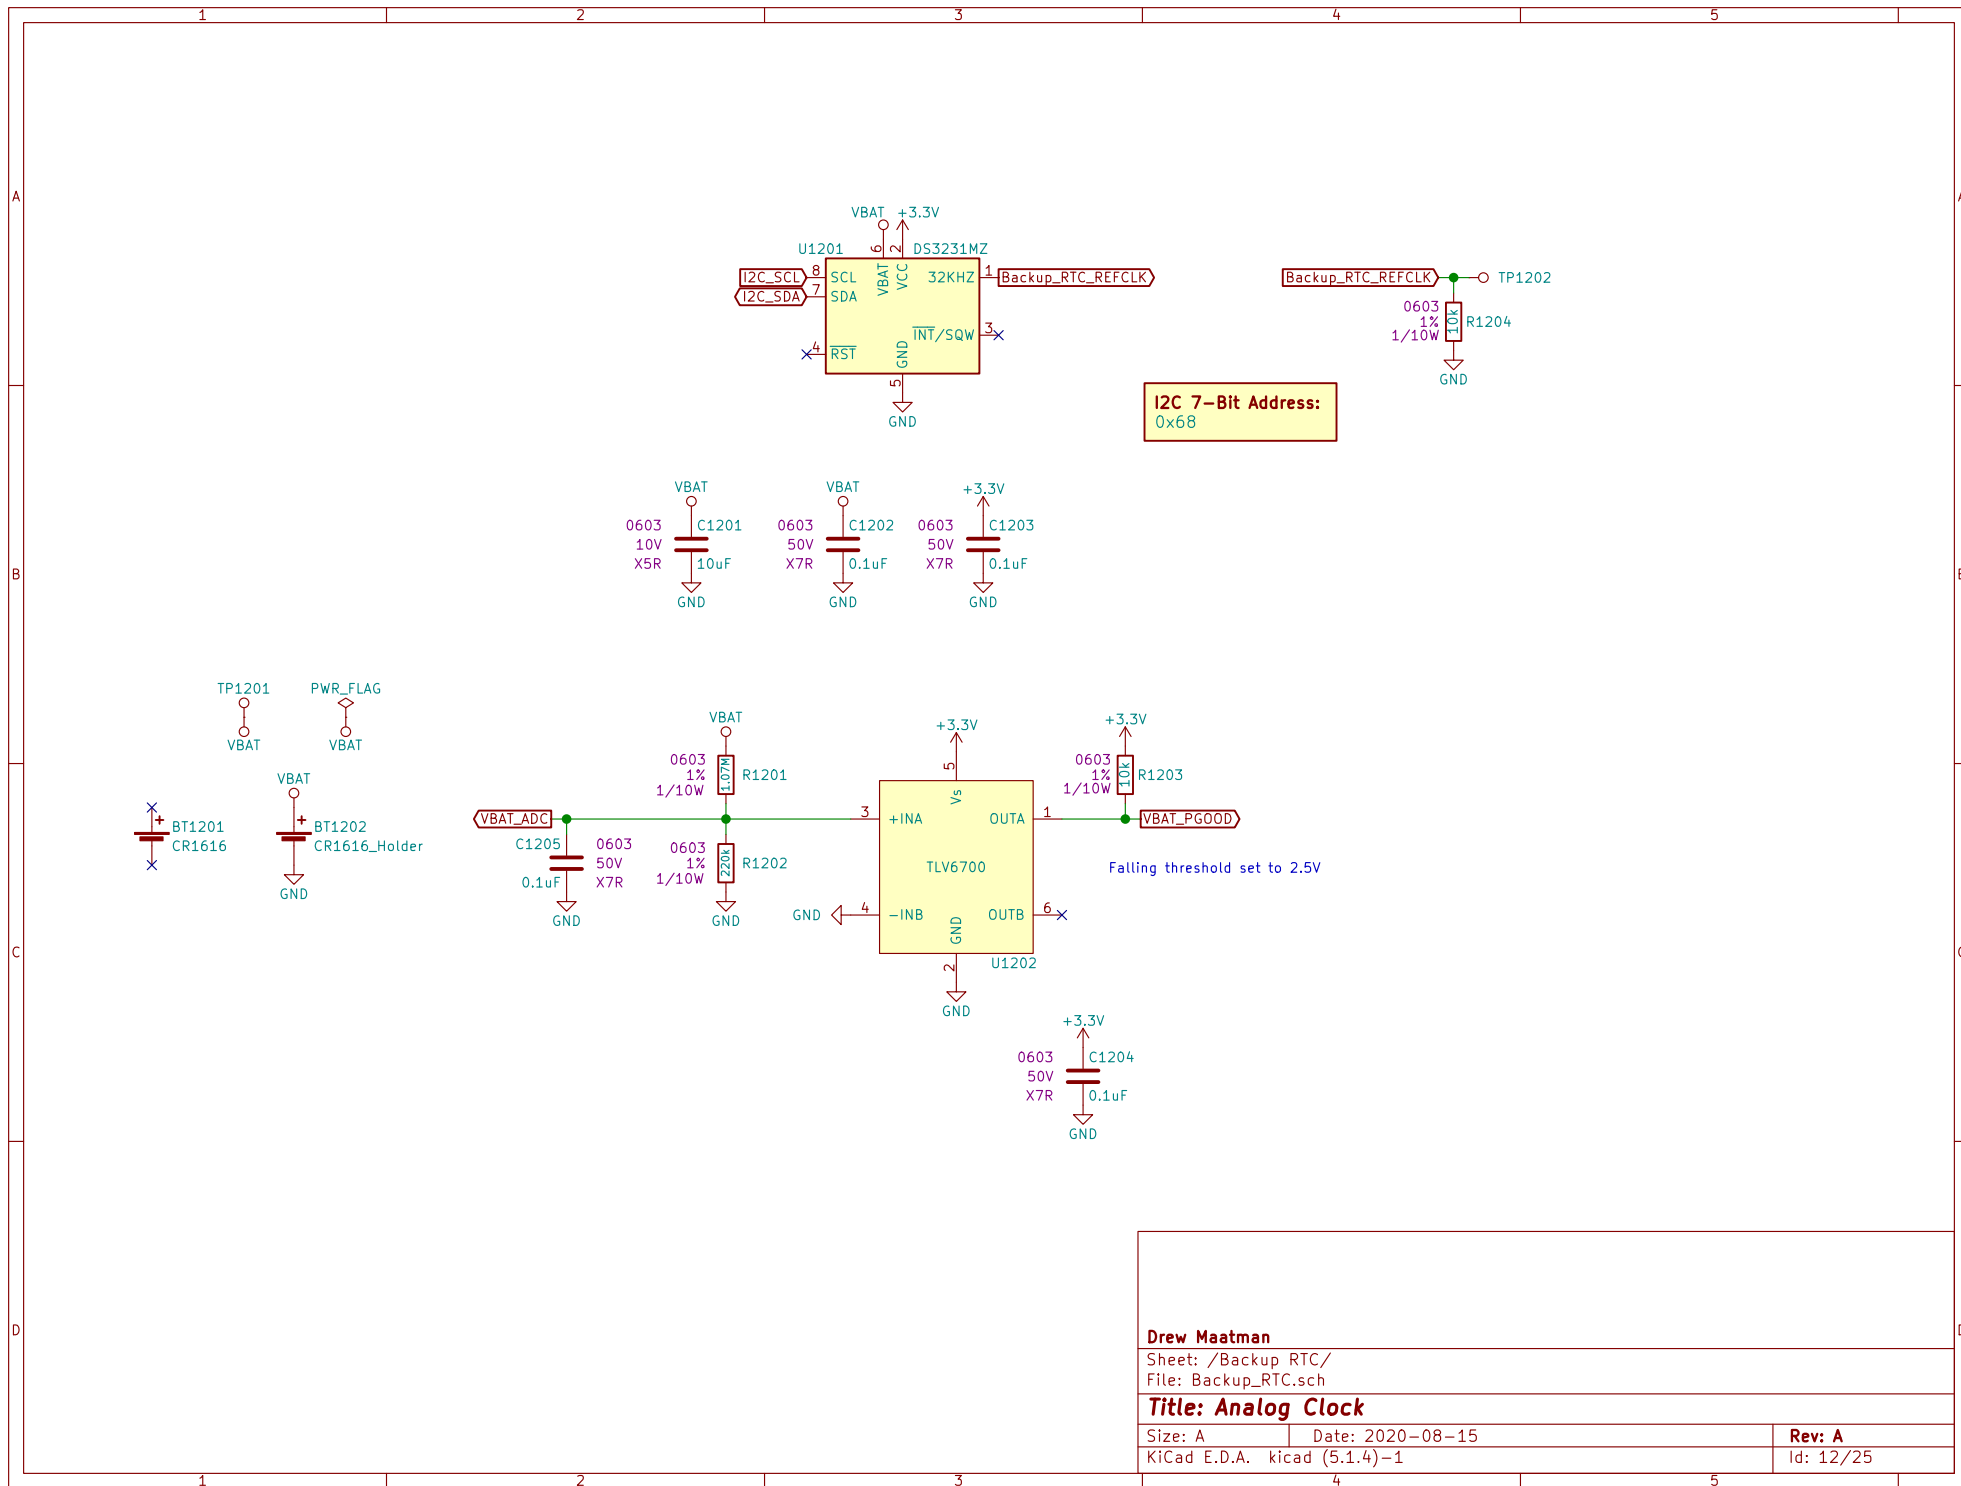 1 2 3 4 5
A
B
C
D
VBAT +3.3V
U1201 DS3231MZ
6 2
I2C_SCL 8 SCL VBAT VCC 32KHZ 1 Backup_RTC_REFCLK
I2C_SDA 7 SDA
INT/SQW 3
4 RST GND
5
GND
Backup_RTC_REFCLK TP1202
0603
1% 10k R1204
1/10W
GND
I2C 7-Bit Address:
0x68
VBAT
0603 C1201
10V
X5R 10uF
GND
VBAT
0603 C1202
50V
X7R 0.1uF
GND
+3.3V
0603 C1203
50V
X7R 0.1uF
GND
TP1201 PWR_FLAG
VBAT VBAT
VBAT
+ BT1201
CR1616
+ BT1202
CR1616_Holder
GND
VBAT
0603
1% 1.07M R1201
1/10W
VBAT_ADC
C1205 0603
50V
0.1uF X7R
GND
0603
1% 220k R1202
1/10W
GND
+3.3V
5
Vs
3 +INA OUTA 1
TLV6700
GND 4 -INB OUTB 6
GND
2 U1202
GND
+3.3V
0603
1% 10k R1203
1/10W
VBAT_PGOOD
Falling threshold set to 2.5V
+3.3V
0603 C1204
50V
X7R 0.1uF
GND
Drew Maatman
Sheet: /Backup RTC/
File: Backup_RTC.sch
Title: Analog Clock
Size: A Date: 2020-08-15 Rev: A
KiCad E.D.A. kicad (5.1.4)-1 Id: 12/25
1 2 3 4 5